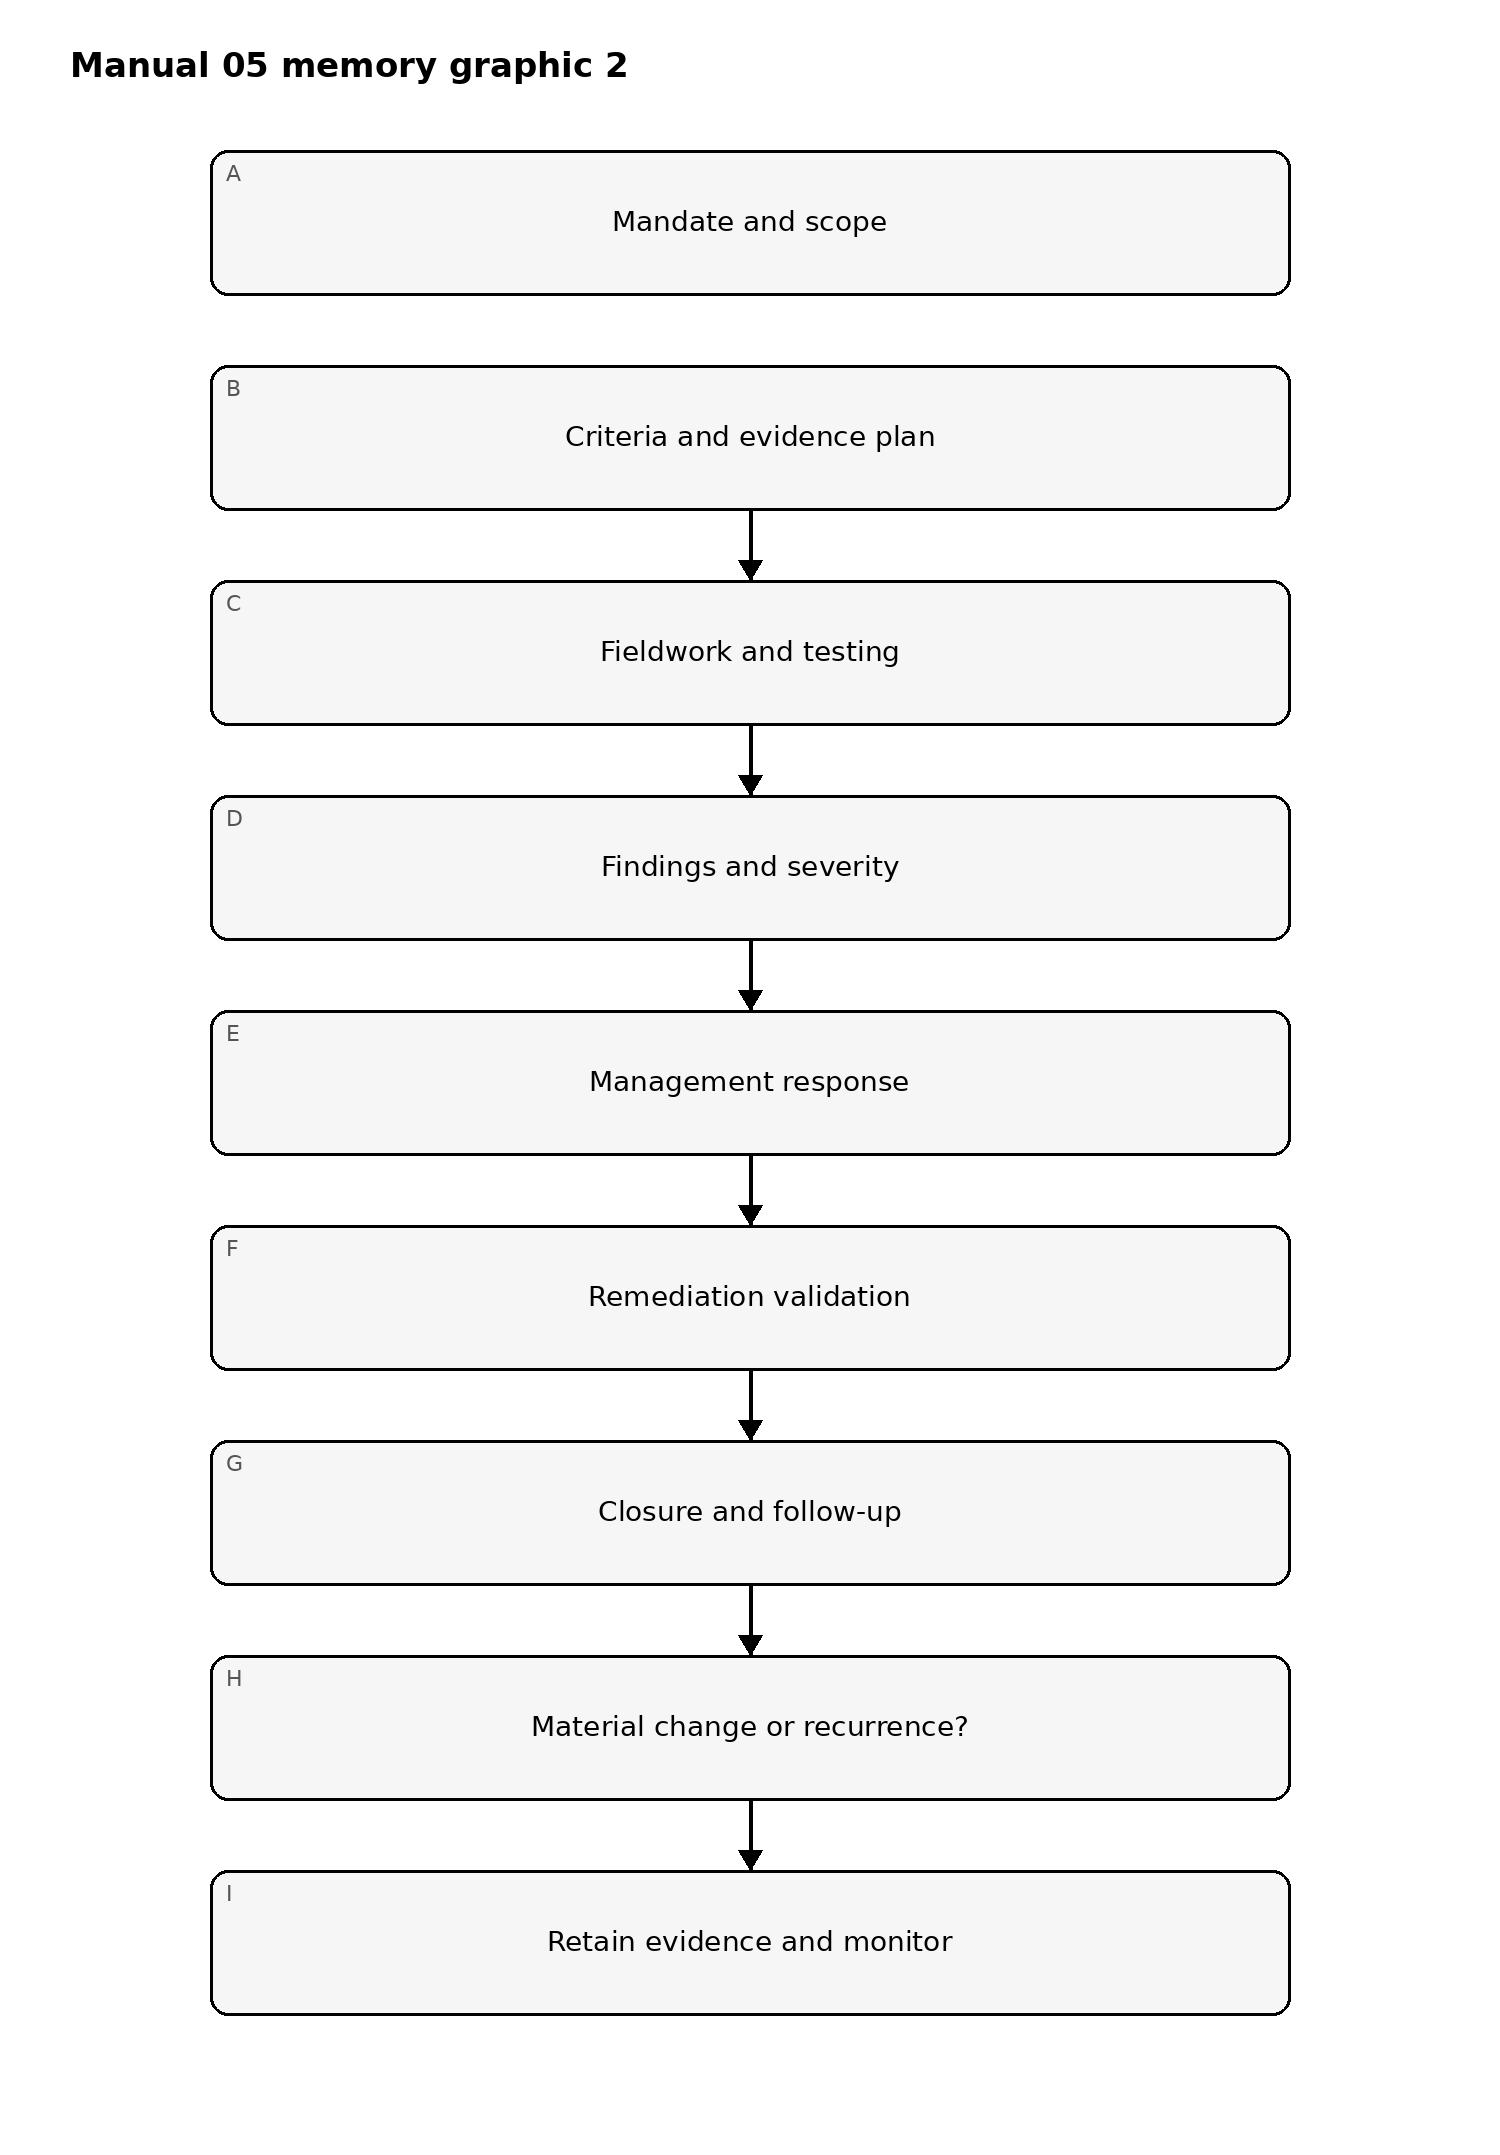 Manual 05 memory graphic 2
A
Mandate and scope
B
Criteria and evidence plan
C
Fieldwork and testing
D
Findings and severity
E
Management response
F
Remediation validation
G
Closure and follow-up
H
Material change or recurrence?
I
Retain evidence and monitor